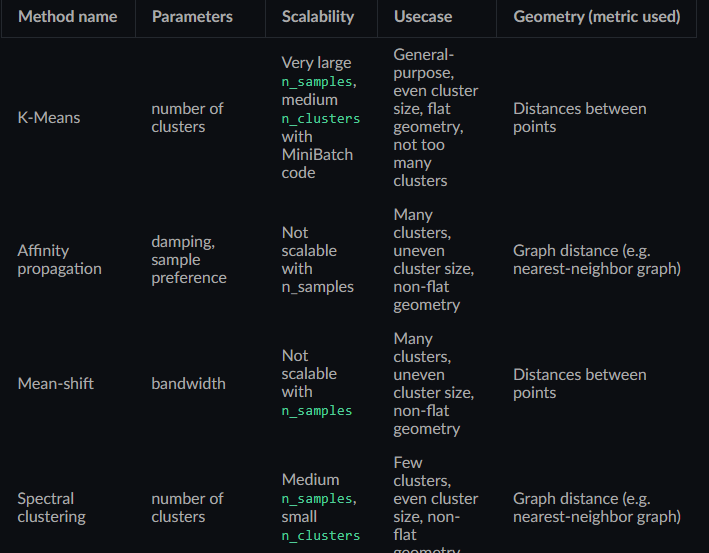 Method name Parameters Scalability Usecase Geometry (metric used)
K-Means
number of
clusters
Very large
n_samples,
medium
n_clusters
with
MiniBatch
code
General-
purpose,
even cluster
size, flat
geometry,
not too
many
clusters
Distances between
points
Affinity
propagation
damping,
sample
preference
Not
scalable
with
n_samples
Many
clusters,
uneven
cluster size,
non-flat
geometry
Graph distance (e.g.
nearest-neighbor graph)
Mean-shift
bandwidth
Not
scalable
with
n_samples
Many
clusters,
uneven
cluster size,
non-flat
geometry
Distances between
points
Spectral
clustering
number of
clusters
Medium
n_samples,
small
n_clusters
Few
clusters,
even cluster
size, non-
flat
geometry
Graph distance (e.g.
nearest-neighbor graph)